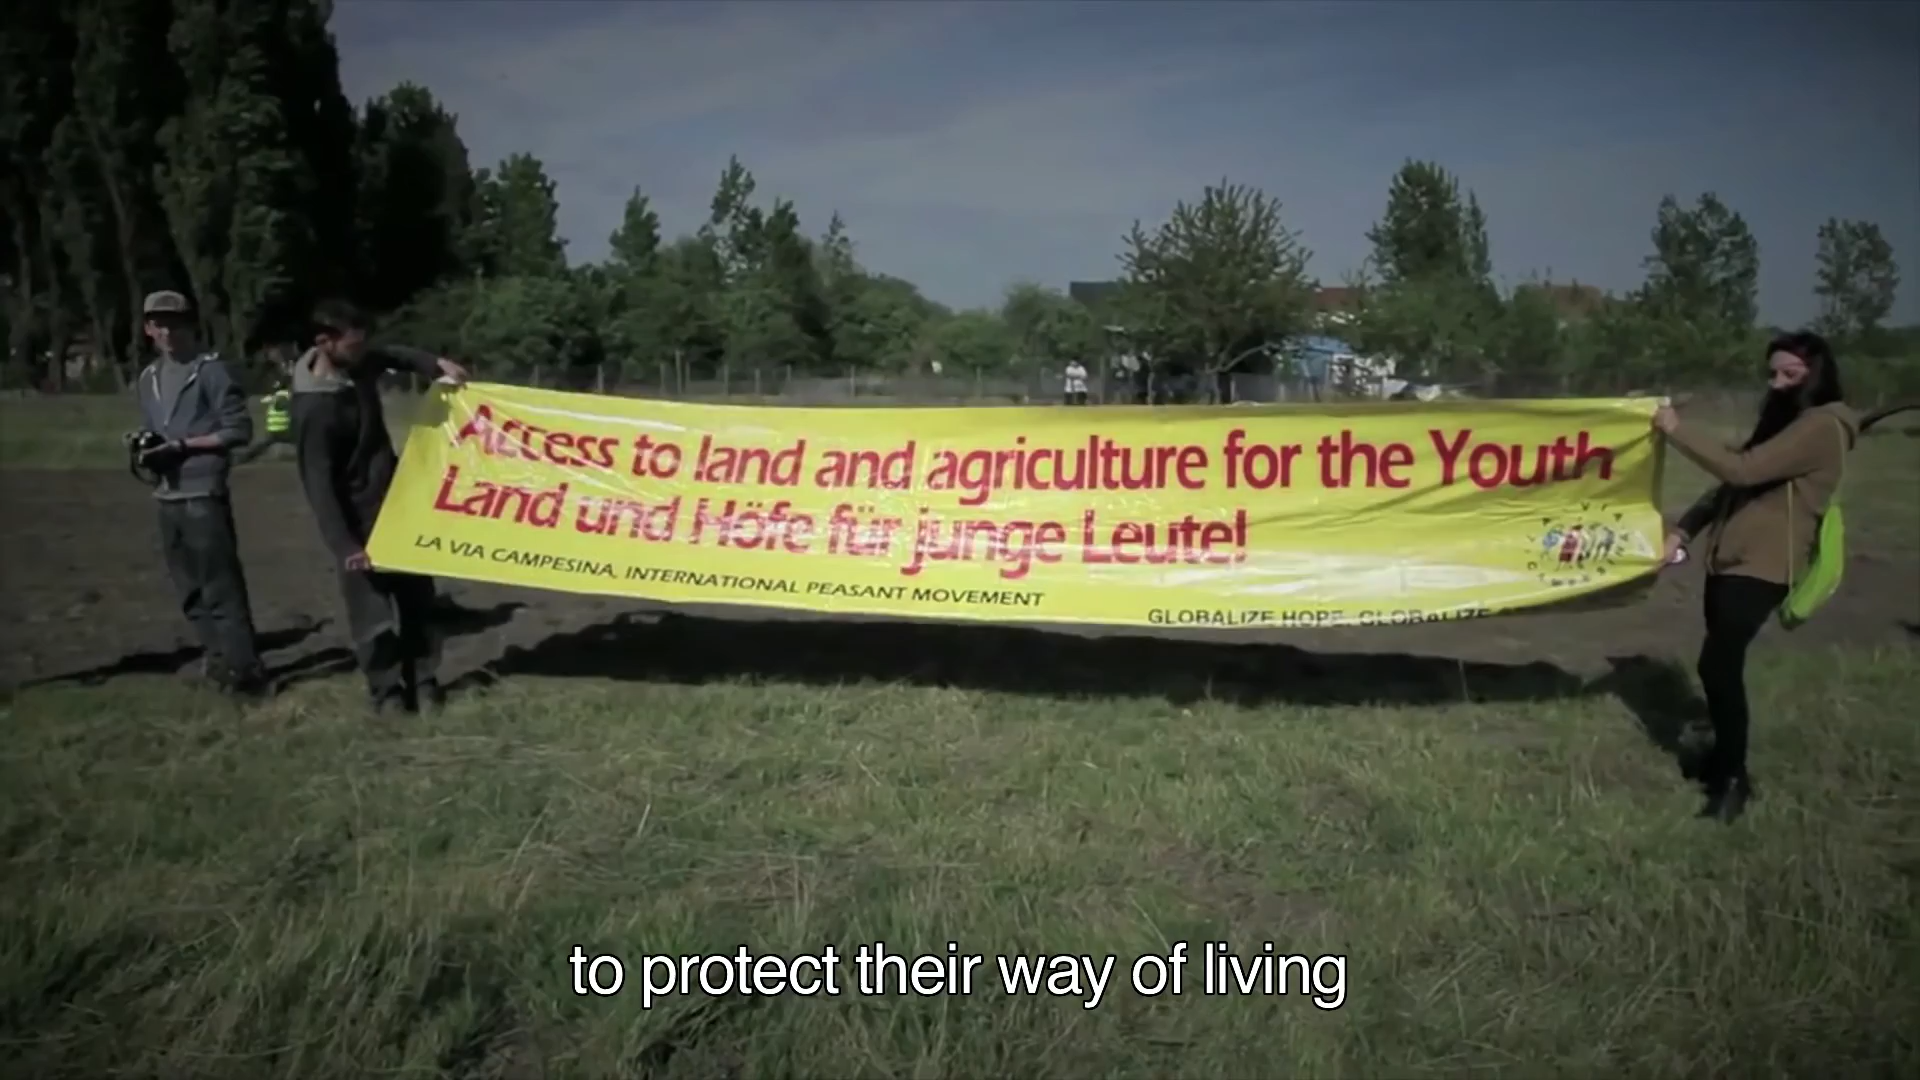 Access to land and agriculture for the Youth
Land und Höfe für junge Leute!
LA VIA CAMPESINA, INTERNATIONAL PEASANT MOVEMENT
GLOBALIZE HOPE, GLOBALIZE
to protect their way of living